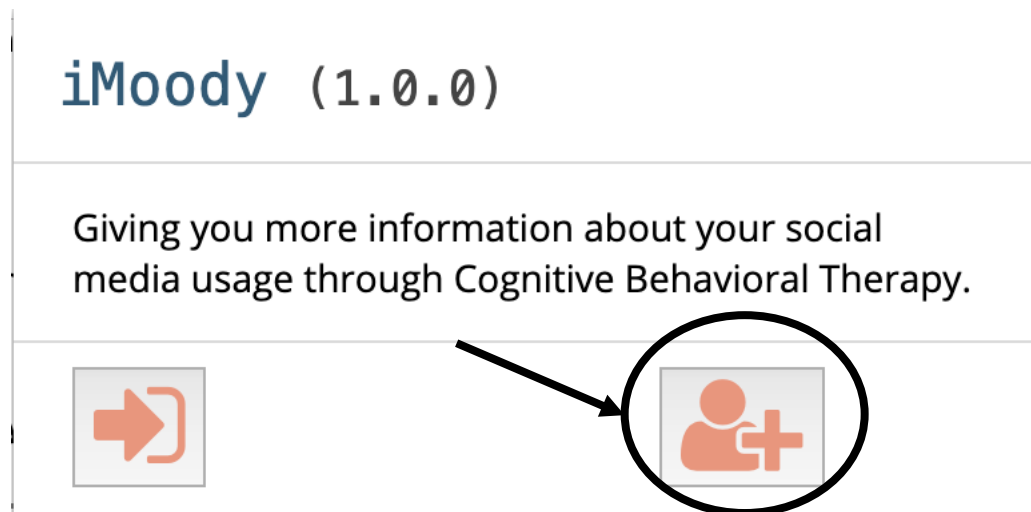 iMoody (1.0.0)
Giving you more information about your social
media usage through Cognitive Behavioral Therapy.